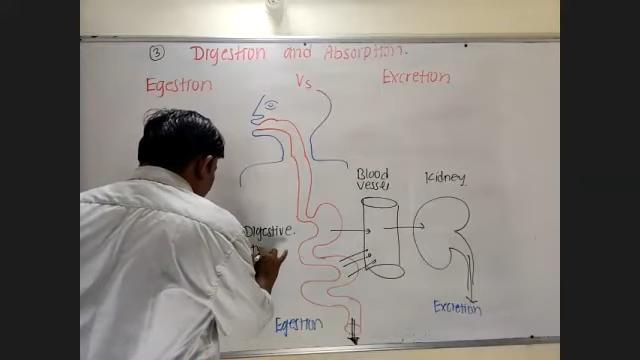 ③ Digestion and Absorption.
Egestion Vs Excretion
Blood
vessel
Kidney
Digestive.
Egestion
Excretion